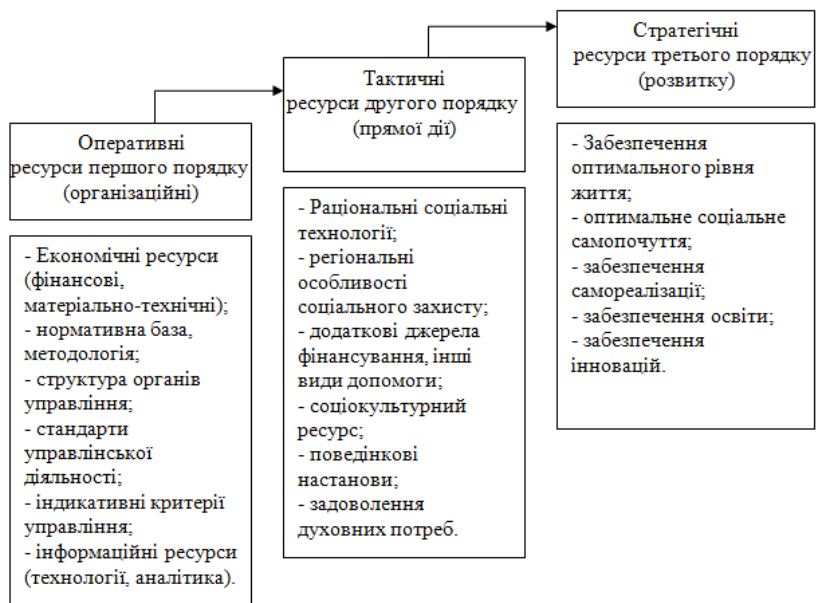 Оперативні
ресурси першого порядку
(організаційні)
- Економічні ресурси
(фінансові,
матеріально-технічні);
- нормативна база,
методологія;
- структура органів
управління;
- стандарти
управлінської
діяльності;
- індикативні критерії
управління;
- інформаційні ресурси
(технології, аналітика).
Тактичні
ресурси другого порядку
(прямої дії)
- Раціональні соціальні
технології;
- регіональні
особливості
соціального захисту;
- додаткові джерела
фінансування, інші
види допомоги;
- соціокультурний
ресурс;
- поведінкові
настанови;
- задоволення
духовних потреб.
Стратегічні
ресурси третього порядку
(розвитку)
- Забезпечення
оптимального рівня
життя;
- оптимальне соціальне
самопочуття;
- забезпечення
самореалізації;
- забезпечення освіти;
- забезпечення
інновацій.